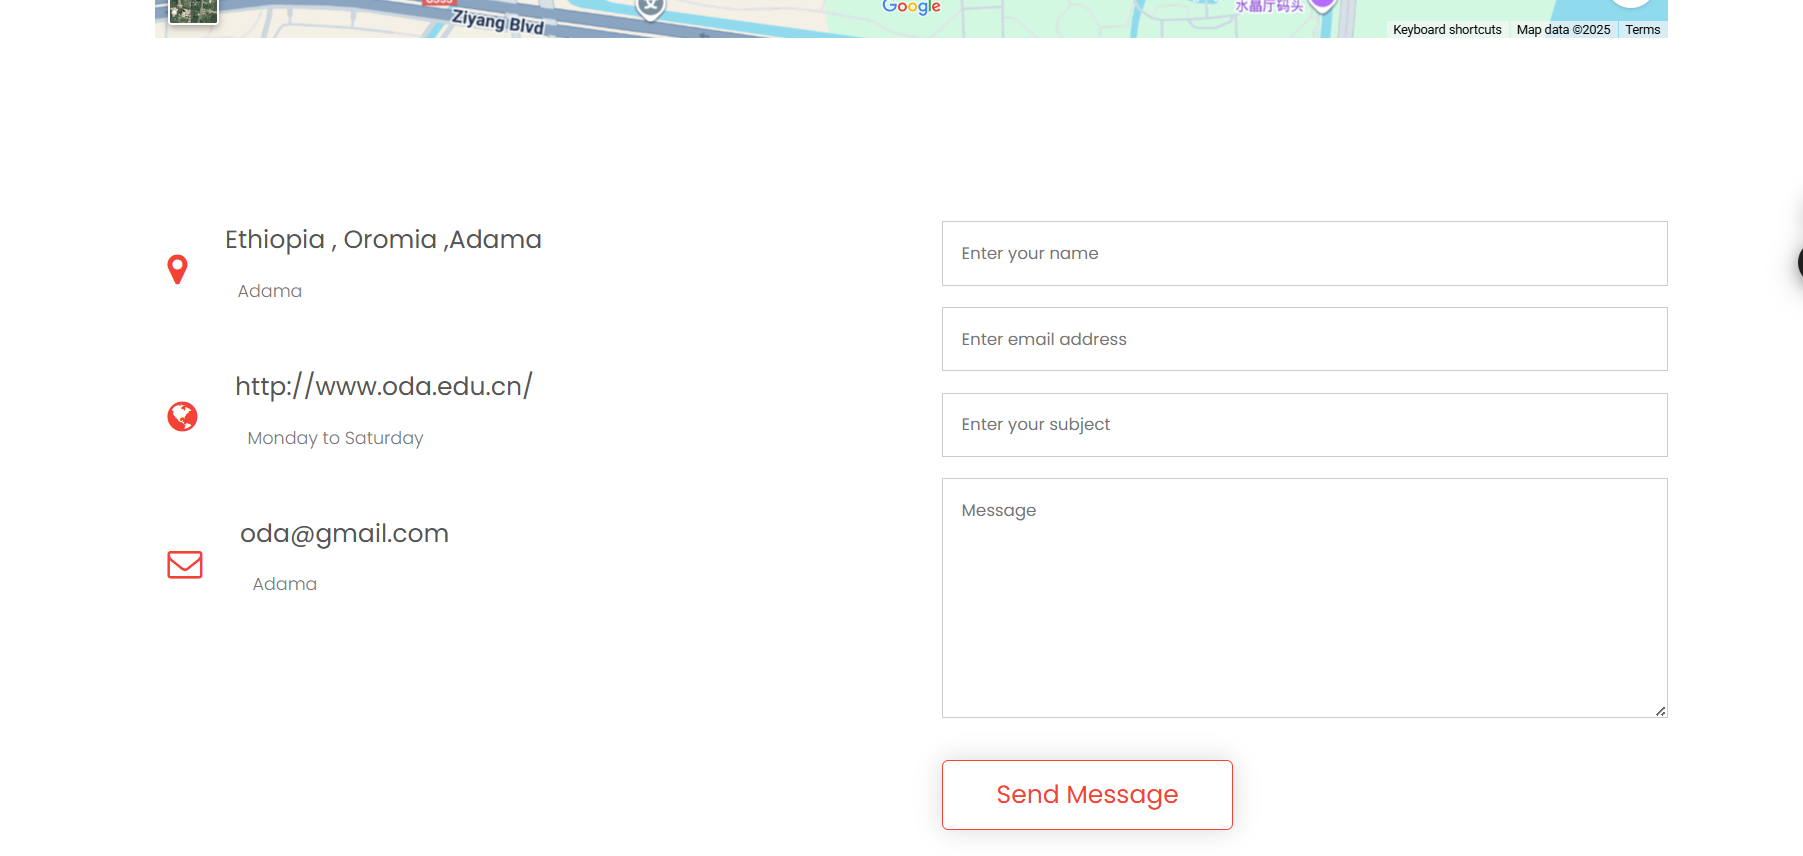 Ziyang Blvd
Google
水晶厅码头
Keyboard shortcuts
Map data ©2025
Terms
Ethiopia , Oromia ,Adama
Adama
http://www.oda.edu.cn/
Monday to Saturday
oda@gmail.com
Adama
Enter your name
Enter email address
Enter your subject
Message
Send Message